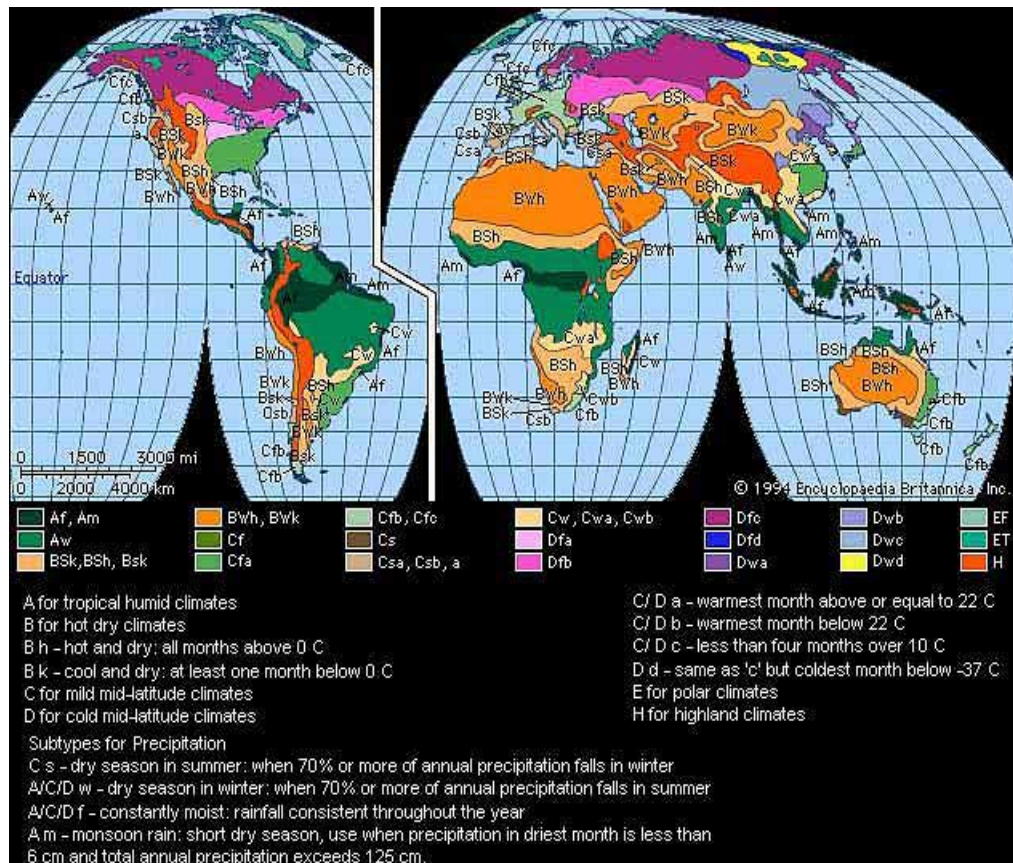 Cfc
Cfc
Cfb
Csb
a
Bsk
BSk
BWk
BSk
BSh
BWh
BWh
BSh
Aw
Af
Af
BSh
Af
Am
Af
Equator
Cw
BWh
Af
BWk
BSh
Af
Bsk
Cw
Csb
Bsk
BWk
Cfb
Bsk
Cfb
0 1500 3000 mi
0 2000 4000 km
Cfc
Cfb
BSk
BSk
BSk
BWk
BWk
Csb
Csa
BSk
Csa
Csa
BSh
Cwa
BSk
BSk
BWh
BWh
BWh
BSh
Cwa
Cwa
BSh
Cwa
Am
Am
BSh
BWh
Am
Am
Am
Af
Af
Aw
BSh
Am
Af
Af
Cwa
Af
BSh
BSh
Cw
BWh
BWh
BWk
BSk
Csb
Cwb
Cfb
BSh
BSh
BSh
BSh
BWh
Cfb
Cfb
Cfb
Cfb
© 1994 Encyclopaedia Britannica, Inc.
Af, Am BWh, BWk Cfb, Cfc Cw, Cwa, Cwb Dfc Dwb EF
Aw Cf Cs Dfa Dfd Dwc ET
BSk,BSh, Bsk Cfa Csa, Csb, a Dfb Dwa Dwd H
A for tropical humid climates
B for hot dry climates
B h - hot and dry: all months above 0 C
B k - cool and dry: at least one month below 0 C
C for mild mid-latitude climates
D for cold mid-latitude climates
C/ D a - warmest month above or equal to 22 C
C/ D b - warmest month below 22 C
C/ D c - less than four months over 10 C
D d - same as 'c' but coldest month below -37 C
E for polar climates
H for highland climates
Subtypes for Precipitation
C s - dry season in summer: when 70% or more of annual precipitation falls in winter
A/C/D w - dry season in winter: when 70% or more of annual precipitation falls in summer
A/C/D f - constantly moist: rainfall consistent throughout the year
A m - monsoon rain: short dry season, use when precipitation in driest month is less than
6 cm and total annual precipitation exceeds 125 cm.